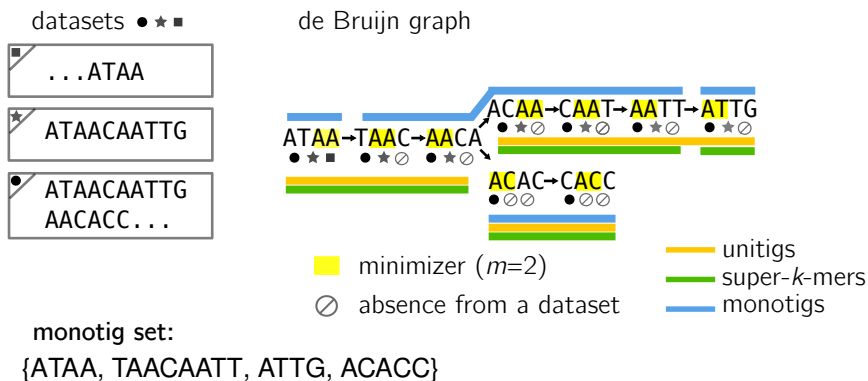 datasets ● ★ ■
de Bruijn graph
...ATAA
ATAACAATTG
ATAACAATTG
AACACC...
ACAA→CAAT→AATT→ATTG
ATAA→TAAC→AACA
ACAC→CACC
minimizer (m=2)
absence from a dataset
unitigs
super-k-mers
monotigs
monotig set:
{ATAA, TAACAATT, ATTG, ACACC}